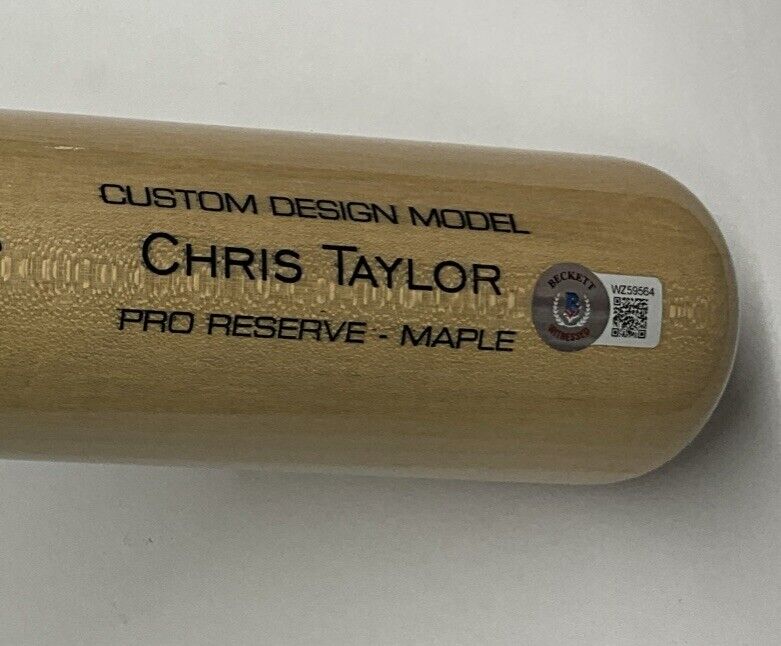 CUSTOM DESIGN MODEL
CHRIS TAYLOR
PRO RESERVE - MAPLE
BECKETT
B
WITNESSED
WZ59564